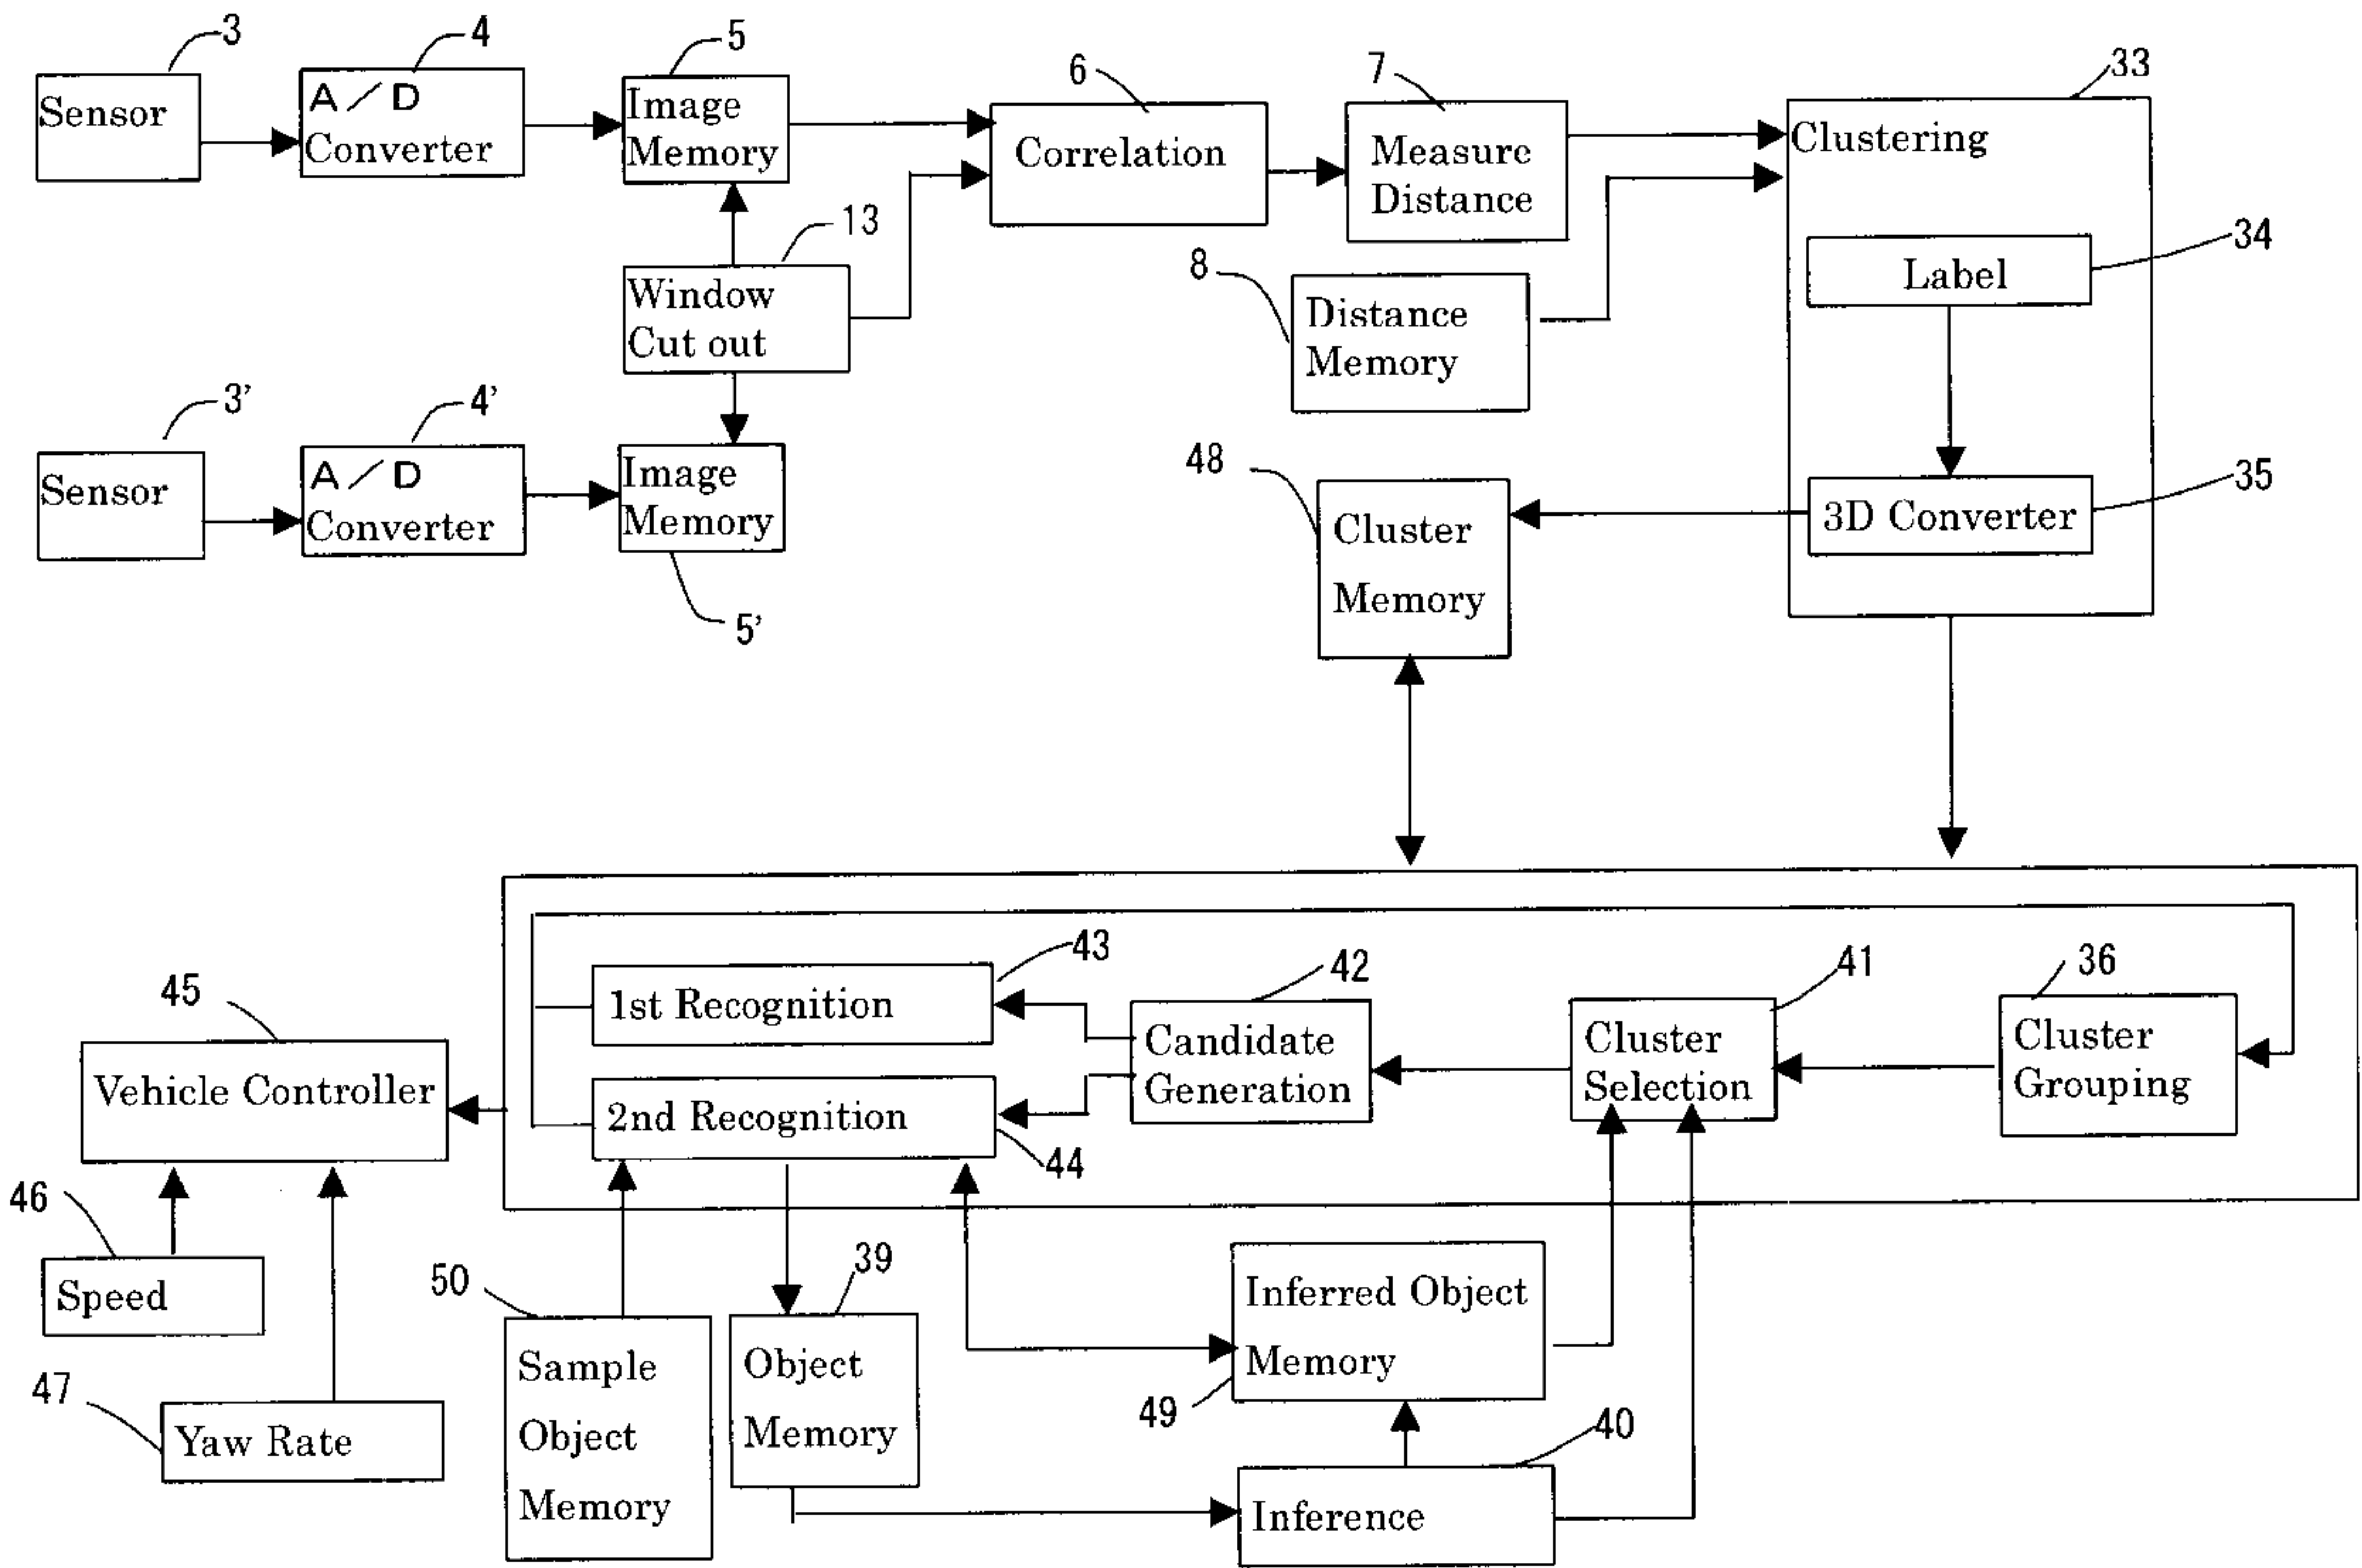 3
4
5
6
7
33
Sensor
A/D
Converter
Image
Memory
Correlation
Measure
Distance
Clustering
13
Window
Cut out
8
Distance
Memory
34
Label
3'
4'
Sensor
A/D
Converter
Image
Memory
5'
48
Cluster
Memory
35
3D Converter
45
Vehicle Controller
43
1st Recognition
42
Candidate
Generation
41
Cluster
Selection
36
Cluster
Grouping
2nd Recognition
44
46
Speed
47
Yaw Rate
50
Sample
Object
Memory
39
Object
Memory
Inferred Object
Memory
49
40
Inference